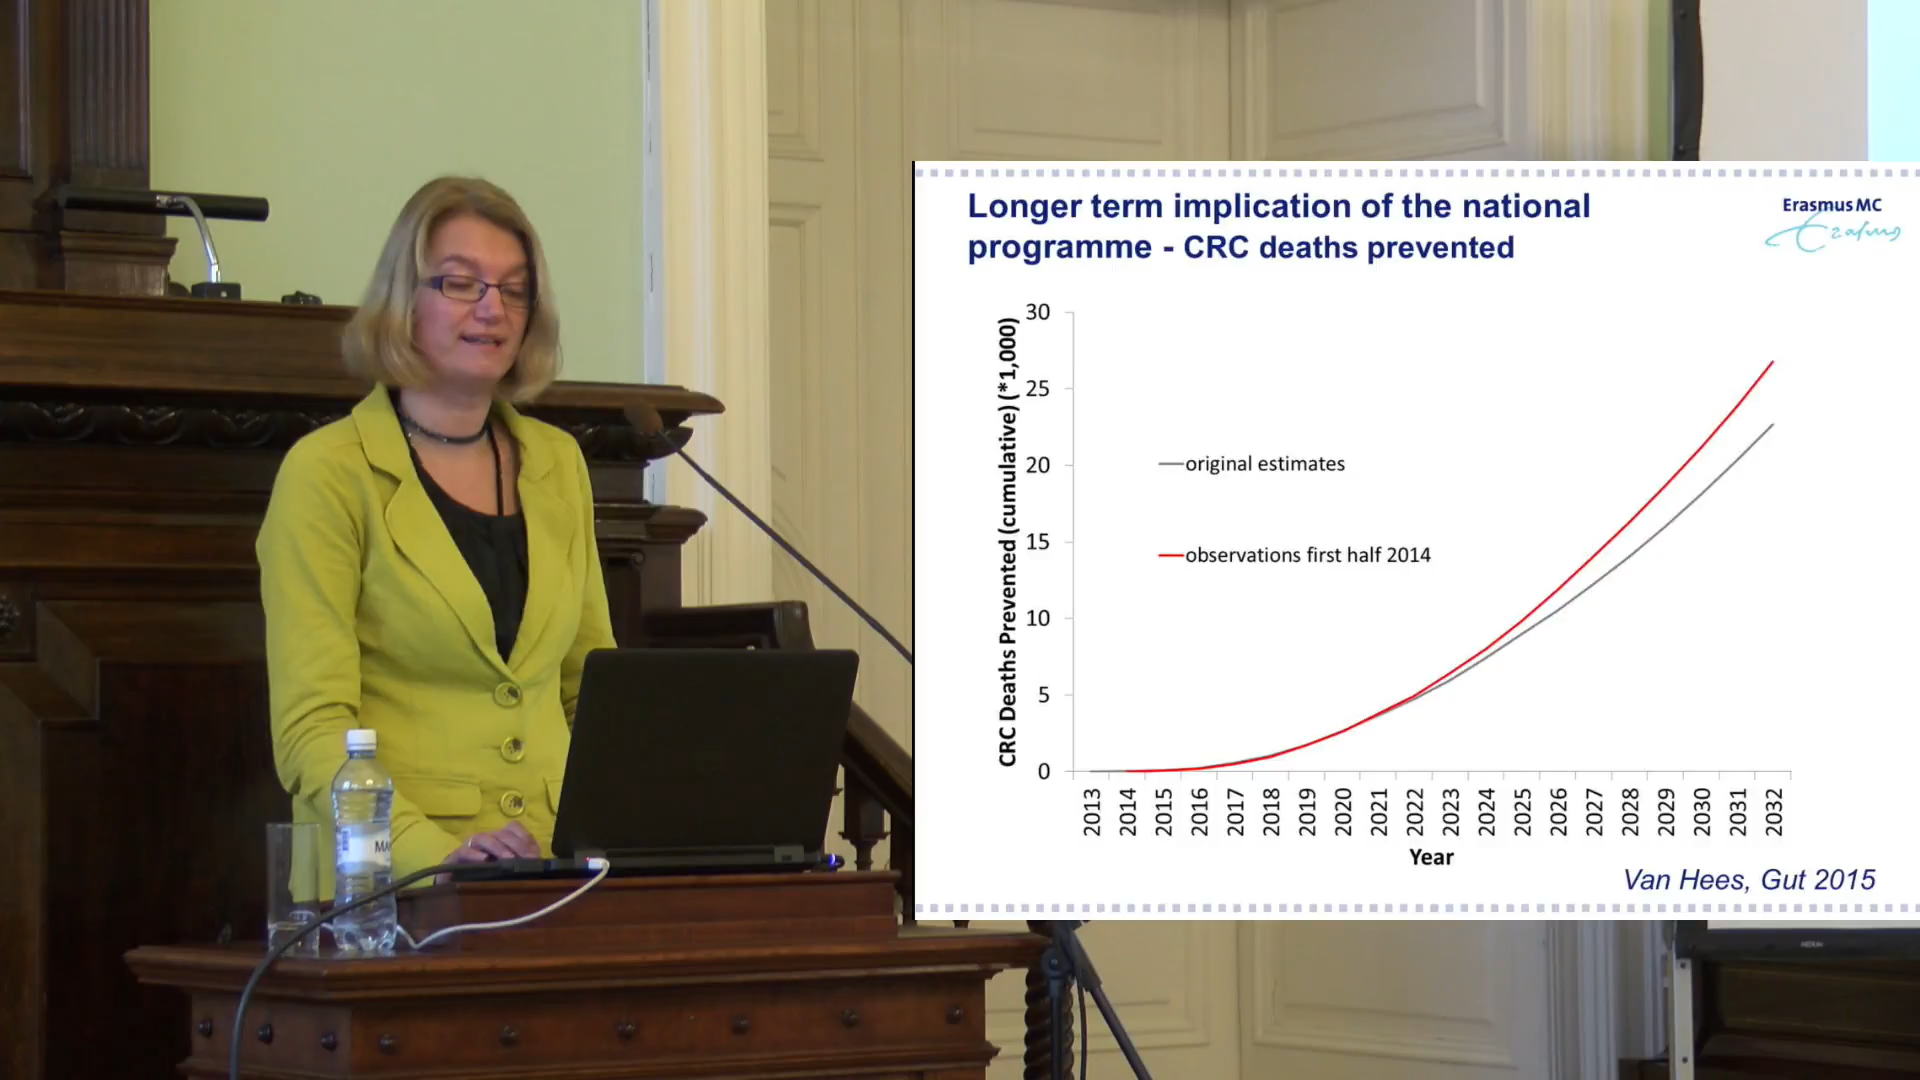 Longer term implication of the national
programme - CRC deaths prevented
Erasmus MC
Erasmus
CRC Deaths Prevented (cumulative) (*1,000)
30
25
20
15
10
5
0
original estimates
observations first half 2014
2013 2014 2015 2016 2017 2018 2019 2020 2021 2022 2023 2024 2025 2026 2027 2028 2029 2030 2031 2032
Year
Van Hees, Gut 2015